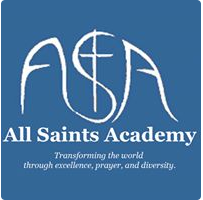 ASA
All Saints Academy
Transforming the world
through excellence, prayer, and diversity.